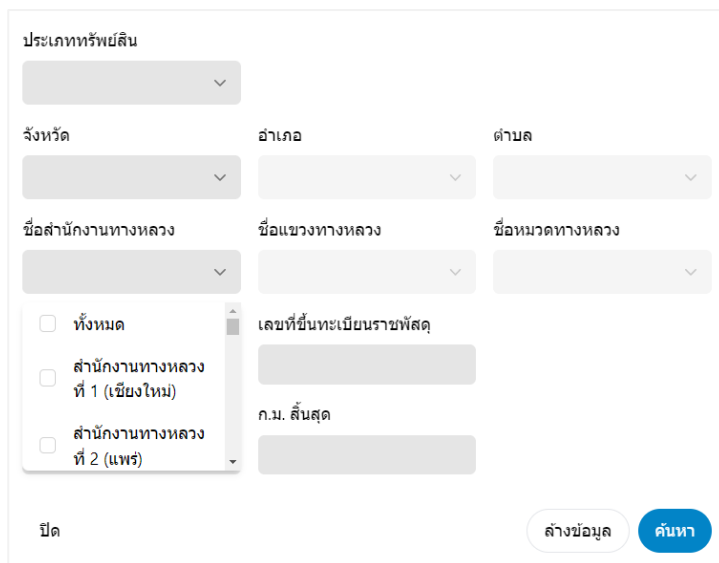 ประเภททรัพย์สิน
จังหวัด อำเภอ ตำบล
ชื่อสำนักงานทางหลวง ชื่อแขวงทางหลวง ชื่อหมวดทางหลวง
ทั้งหมด เลขที่ขึ้นทะเบียนราชพัสดุ
สำนักงานทางหลวง
ที่ 1 (เชียงใหม่)
ก.ม. สิ้นสุด
สำนักงานทางหลวง
ที่ 2 (แพร่)
ปิด ล้างข้อมูล ค้นหา